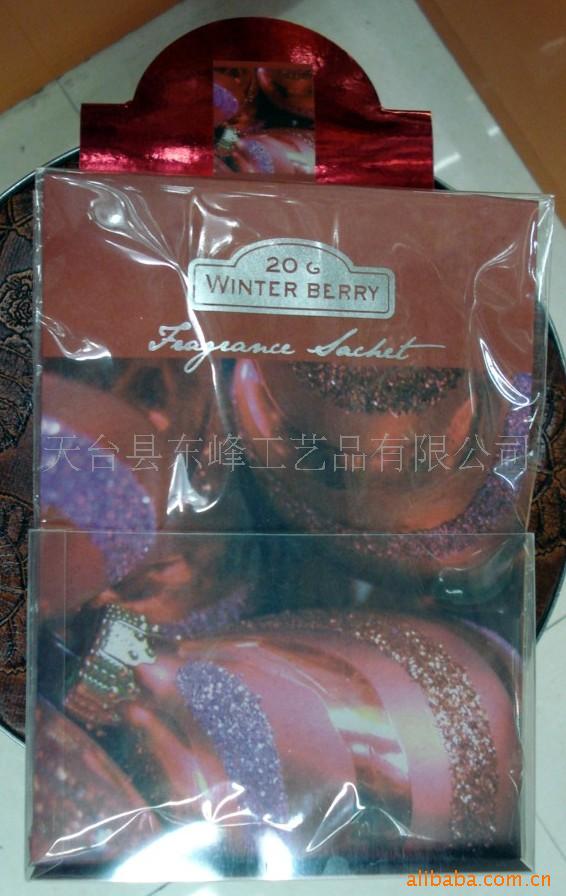 20 G
WINTER BERRY
Fragrance Sachet
天台县东峰工艺品有限公司
alibaba.com.cn